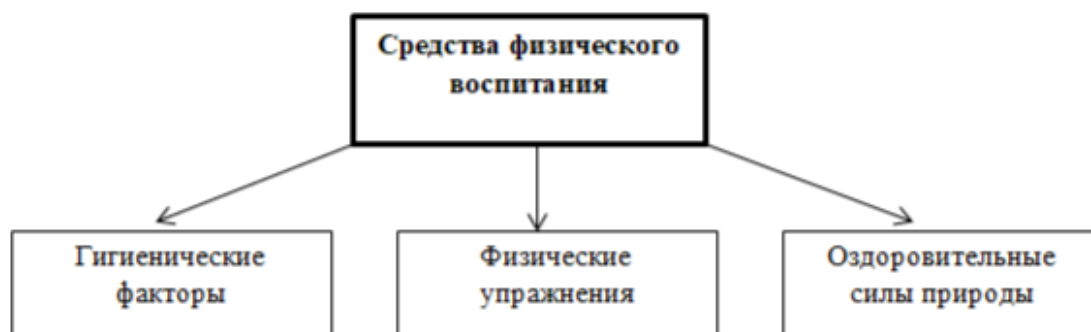 Средства физического
воспитания
Гигиенические
факторы
Физические
упражнения
Оздоровительные
силы природы